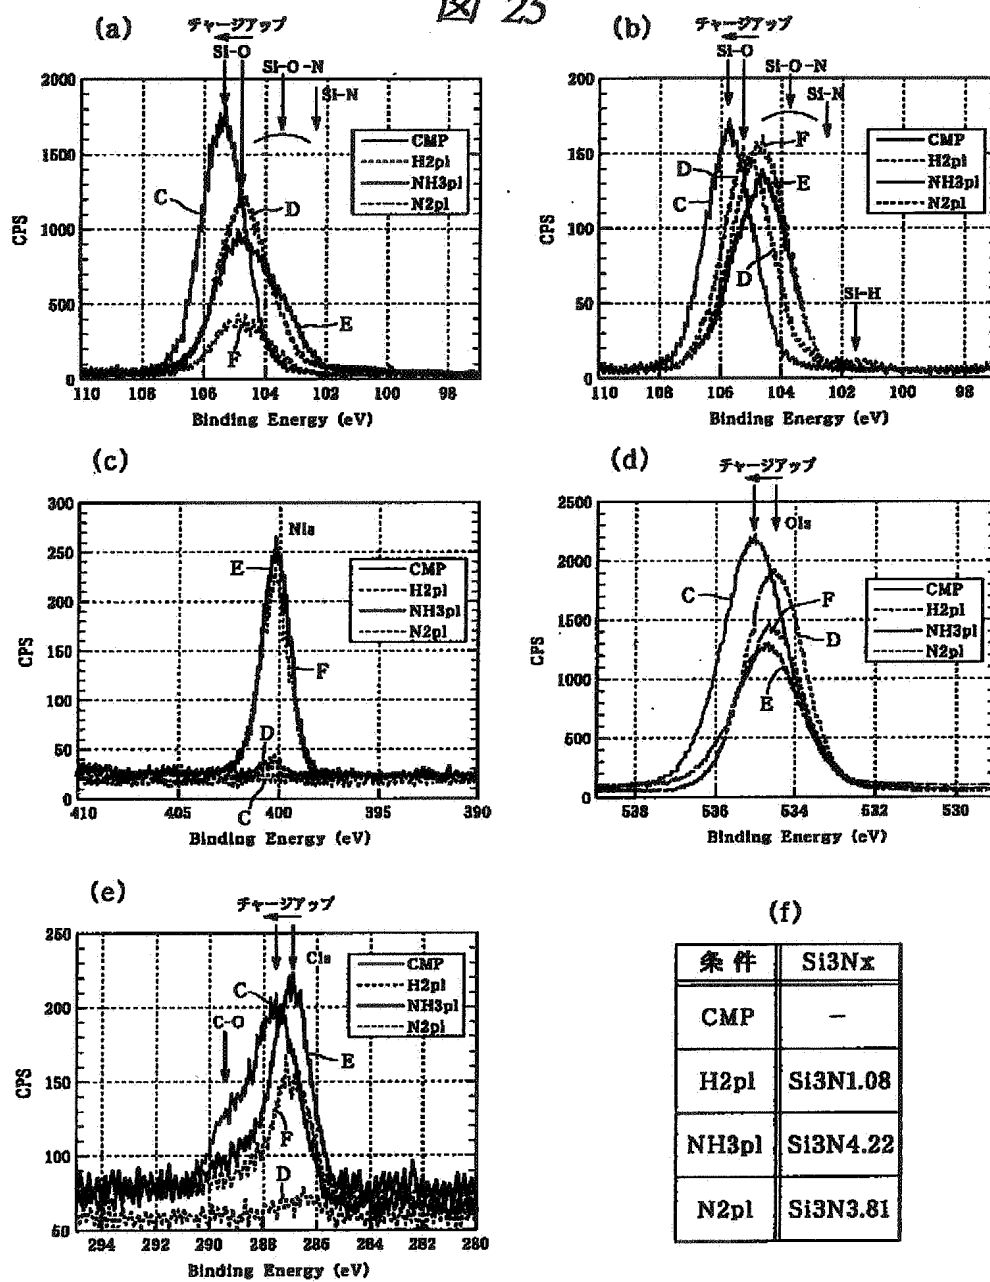 図 25
(a)
チャージアップ
Si-O
Si-O-N
Si-N
2000
1500
1000
500
0
CPS
CMP
H2pl
NH3pl
N2pl
C
D
E
F
110 108 106 104 102 100 98
Binding Energy (eV)
(b)
チャージアップ
Si-O
Si-O-N
Si-N
200
150
100
50
0
CPS
CMP
H2pl
NH3pl
N2pl
F
D
E
C
D
Si-H
110 108 106 104 102 100 98
Binding Energy (eV)
(c)
300
250
200
150
100
50
0
CPS
N1s
CMP
H2pl
NH3pl
N2pl
E
F
D
C
410 405 400 395 390
Binding Energy (eV)
(d)
チャージアップ
O1s
2500
2000
1500
1000
500
0
CPS
CMP
H2pl
NH3pl
N2pl
C
F
D
E
538 536 534 532 530
Binding Energy (eV)
(e)
チャージアップ
C1s
250
200
150
100
50
CPS
CMP
H2pl
NH3pl
N2pl
C
C-O
E
F
D
294 292 290 288 286 284 282 280
Binding Energy (eV)
(f)
条件 Si3Nx
CMP –
H2pl Si3N1.08
NH3pl Si3N4.22
N2pl Si3N3.81